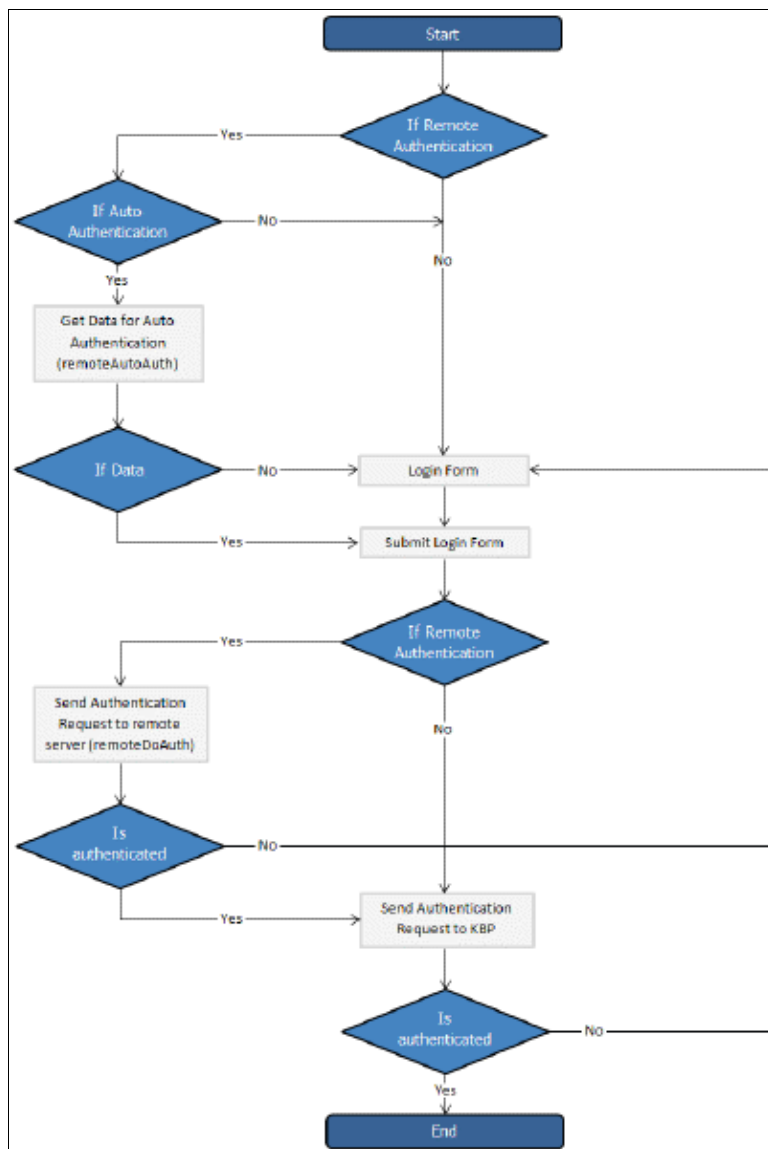 Start
If Remote
Authentication
Yes
If Auto
Authentication
No
No
Yes
Get Data for Auto
Authentication
(remoteAutoAuth)
If Data
No
Login Form
Yes
Submit Login Form
If Remote
Authentication
Yes
Send Authentication
Request to remote
server (remoteDoAuth)
No
Is
authenticated
No
Yes
Send Authentication
Request to KBP
Is
authenticated
No
Yes
End